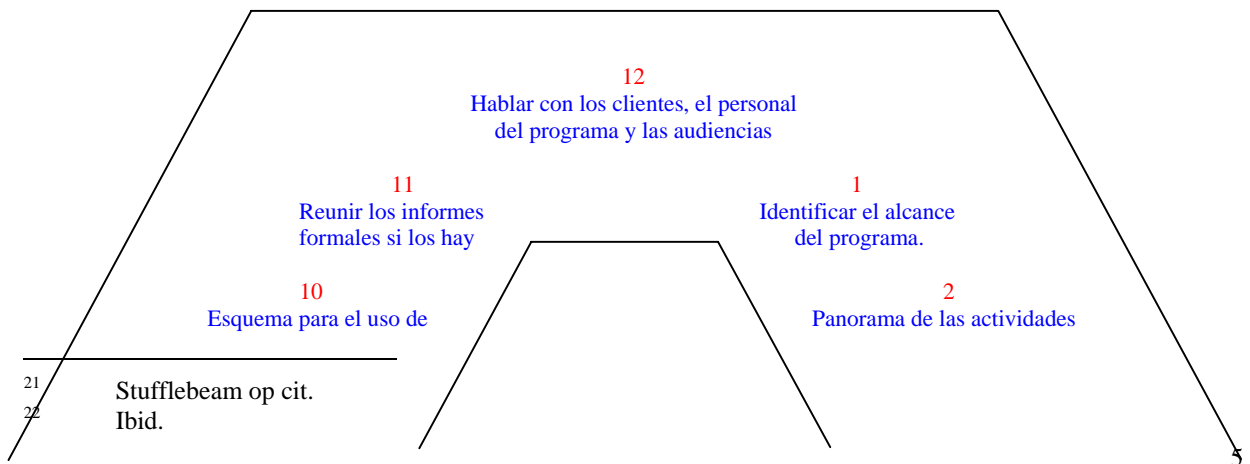 12
Hablar con los clientes, el personal
del programa y las audiencias
11
Reunir los informes
formales si los hay
1
Identificar el alcance
del programa.
10
Esquema para el uso de
2
Panorama de las actividades
21 Stufflebeam op cit.
22 Ibid.
5